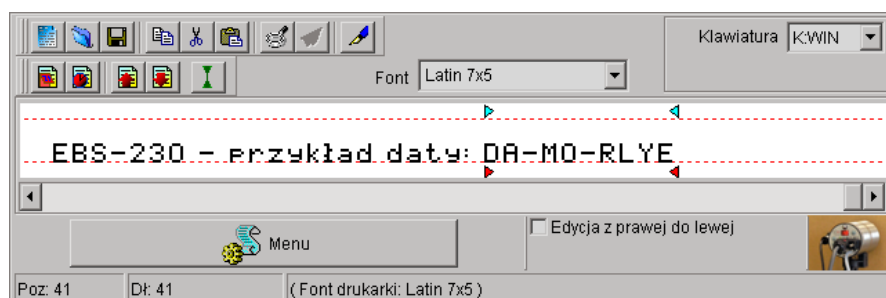 Klawiatura K:WIN
Font Latin 7x5
EBS-230 - przykład daty: DA-MO-RLYE
Menu
Edycja z prawej do lewej
Poz: 41 Dł: 41 ( Font drukarki: Latin 7x5 )